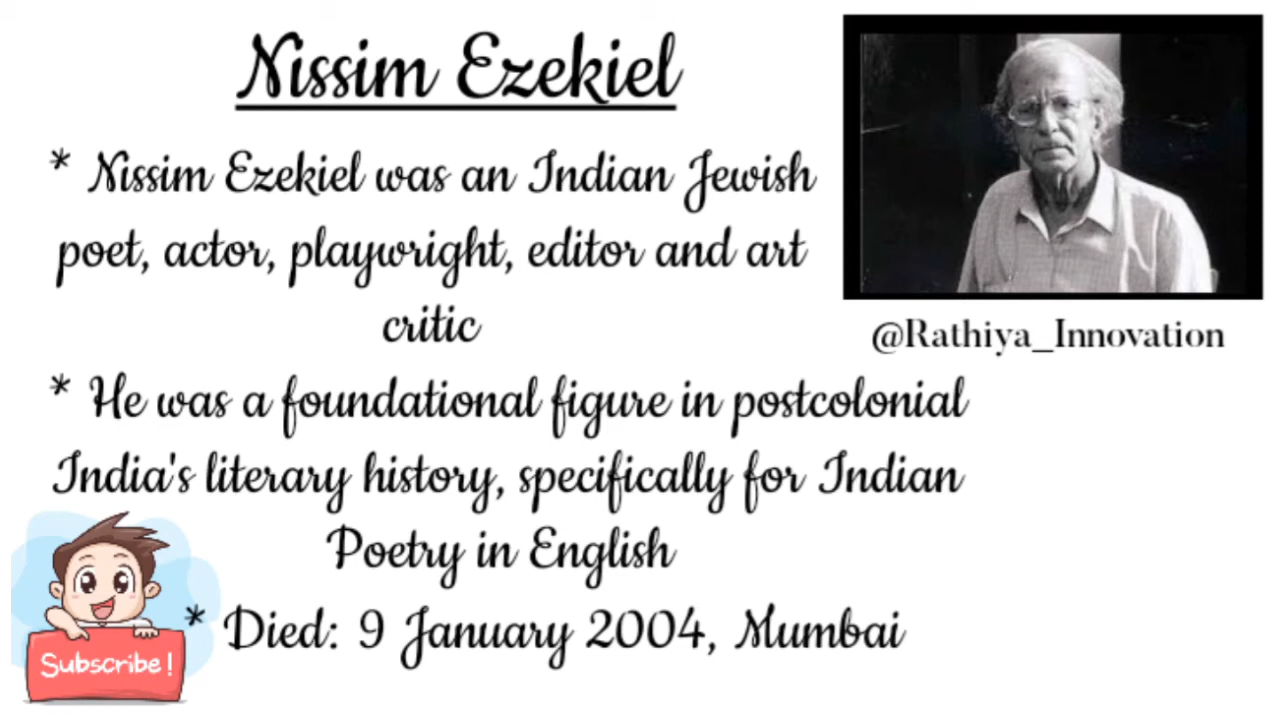 Nissim Ezekiel
* Nissim Ezekiel was an Indian Jewish
poet, actor, playwright, editor and art
critic
@Rathiya_Innovation
* He was a foundational figure in postcolonial
India's literary history, specifically for Indian
Poetry in English
* Died: 9 January 2004, Mumbai
Subscribe!